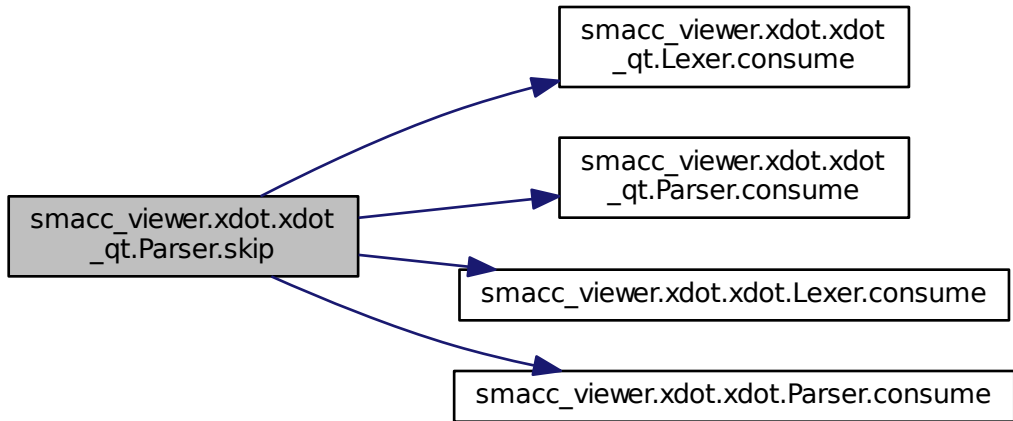 smacc_viewer.xdot.xdot
_qt.Lexer.consume
smacc_viewer.xdot.xdot
_qt.Parser.consume
smacc_viewer.xdot.xdot
_qt.Parser.skip
smacc_viewer.xdot.xdot.Lexer.consume
smacc_viewer.xdot.xdot.Parser.consume